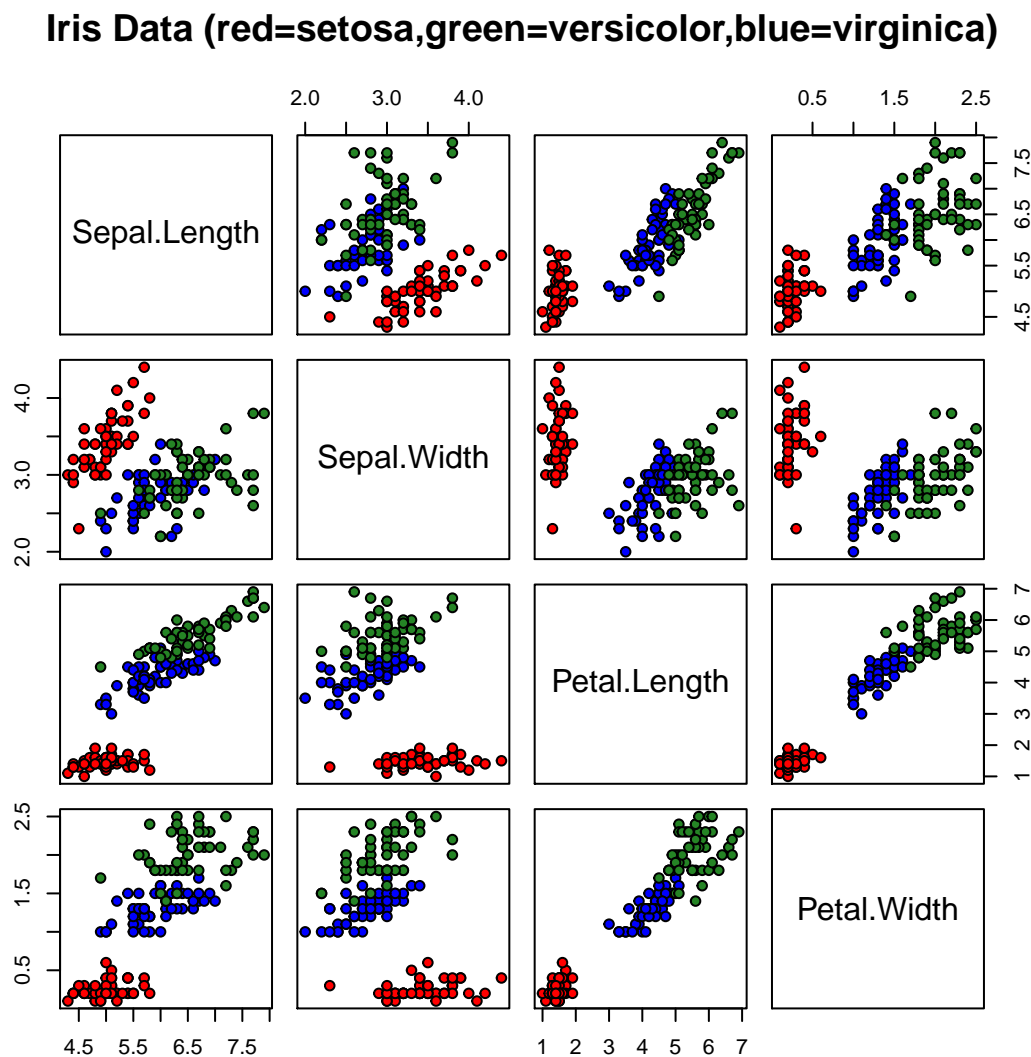 Iris Data (red=setosa,green=versicolor,blue=virginica)
2.0 3.0 4.0 0.5 1.5 2.5
Sepal.Length
4.5 5.5 6.5 7.5
2.0 3.0 4.0
Sepal.Width
Petal.Length
1 2 3 4 5 6 7
0.5 1.5 2.5
Petal.Width
4.5 5.5 6.5 7.5 1 2 3 4 5 6 7